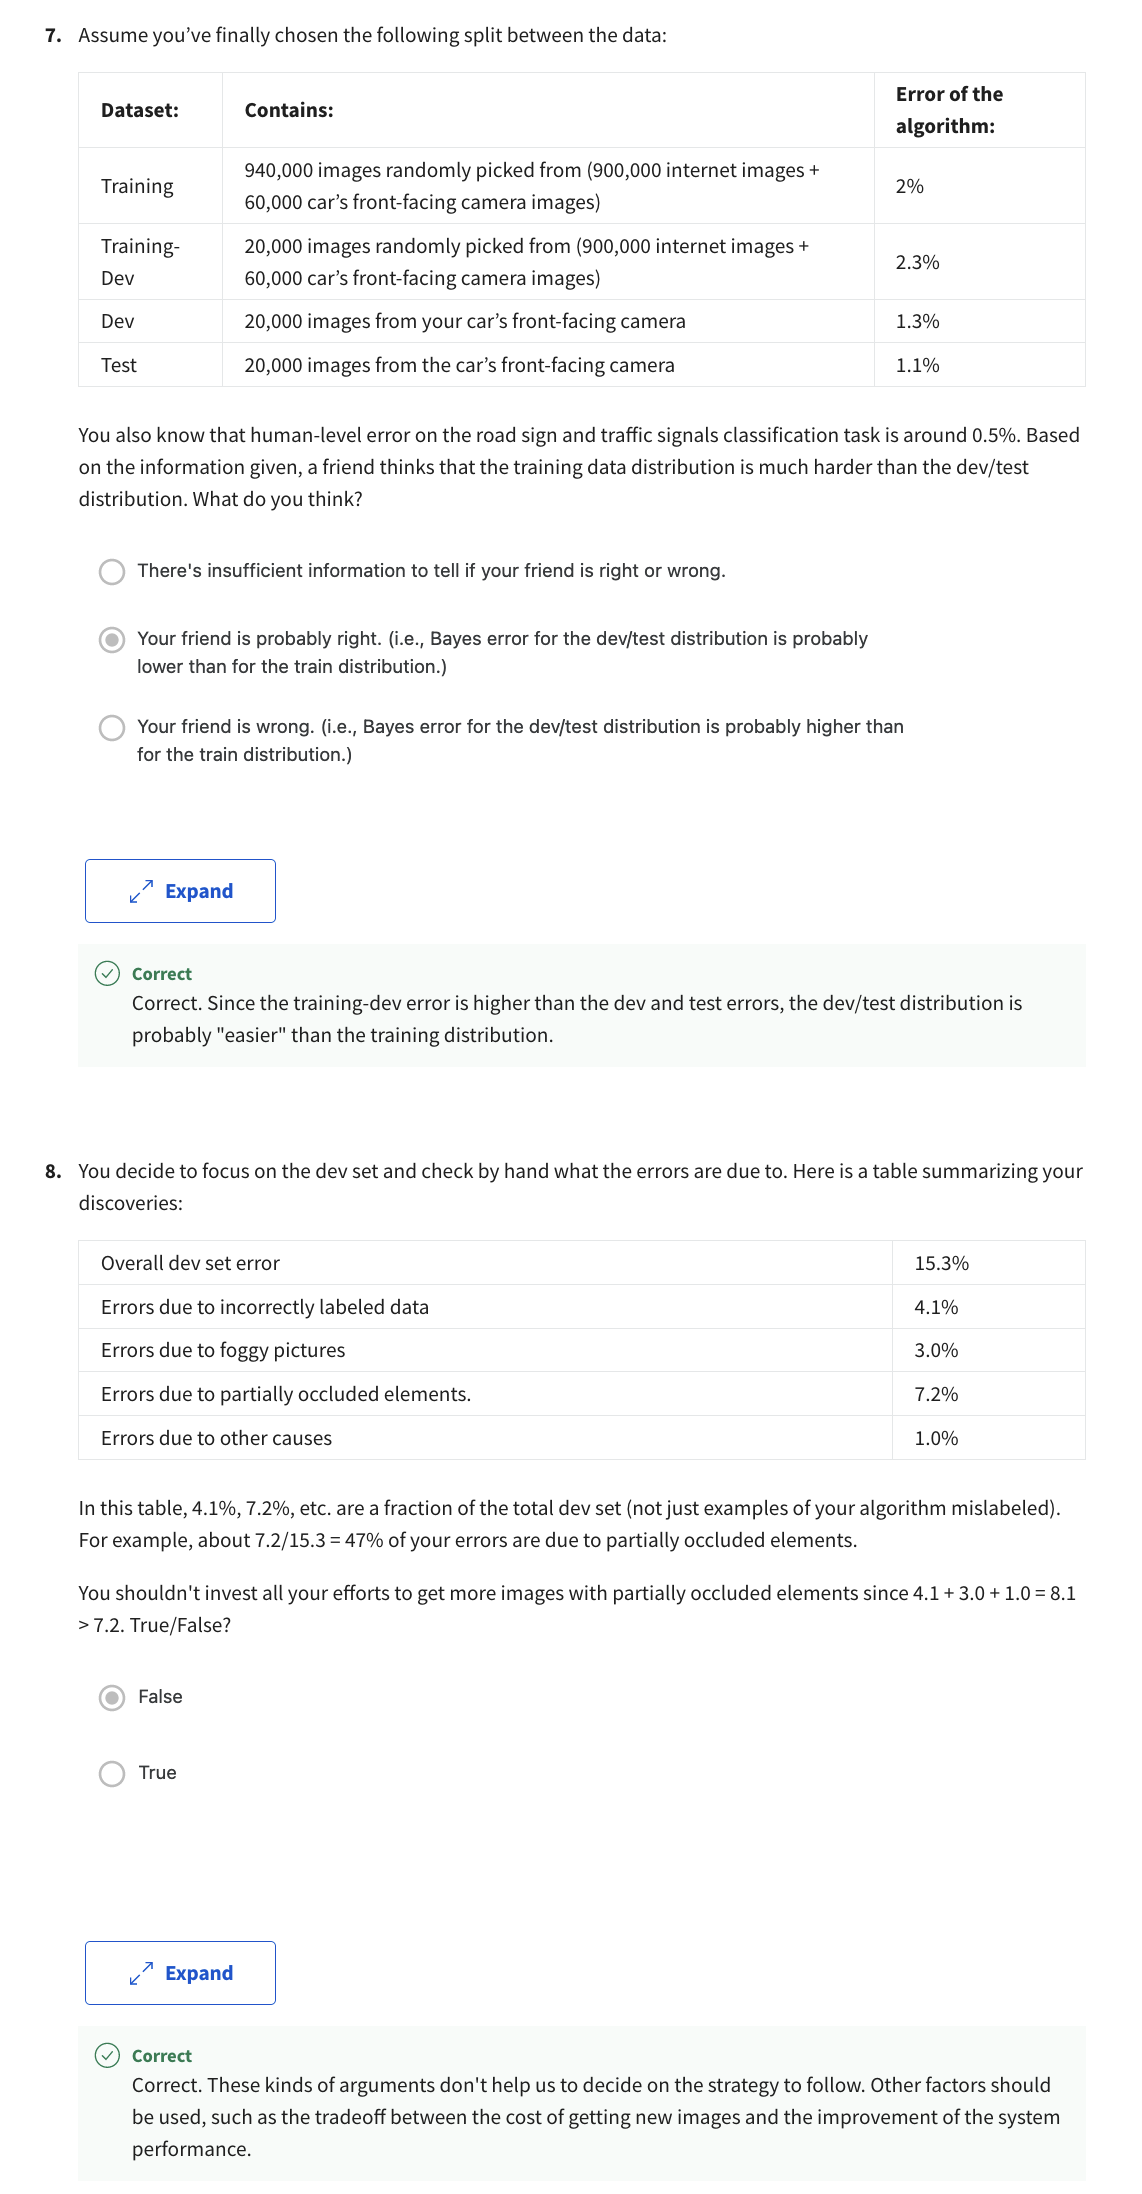 7. Assume you’ve finally chosen the following split between the data:
Dataset: Contains: Error of the
algorithm:
Training 940,000 images randomly picked from (900,000 internet images +
60,000 car’s front-facing camera images) 2%
Training-
Dev 20,000 images randomly picked from (900,000 internet images +
60,000 car’s front-facing camera images) 2.3%
Dev 20,000 images from your car’s front-facing camera 1.3%
Test 20,000 images from the car’s front-facing camera 1.1%
You also know that human-level error on the road sign and traffic signals classification task is around 0.5%. Based
on the information given, a friend thinks that the training data distribution is much harder than the dev/test
distribution. What do you think?
There's insufficient information to tell if your friend is right or wrong.
Your friend is probably right. (i.e., Bayes error for the dev/test distribution is probably
lower than for the train distribution.)
Your friend is wrong. (i.e., Bayes error for the dev/test distribution is probably higher than
for the train distribution.)
Expand
Correct
Correct. Since the training-dev error is higher than the dev and test errors, the dev/test distribution is
probably "easier" than the training distribution.
8. You decide to focus on the dev set and check by hand what the errors are due to. Here is a table summarizing your
discoveries:
Overall dev set error 15.3%
Errors due to incorrectly labeled data 4.1%
Errors due to foggy pictures 3.0%
Errors due to partially occluded elements. 7.2%
Errors due to other causes 1.0%
In this table, 4.1%, 7.2%, etc. are a fraction of the total dev set (not just examples of your algorithm mislabeled).
For example, about 7.2/15.3 = 47% of your errors are due to partially occluded elements.
You shouldn't invest all your efforts to get more images with partially occluded elements since 4.1 + 3.0 + 1.0 = 8.1
> 7.2. True/False?
False
True
Expand
Correct
Correct. These kinds of arguments don't help us to decide on the strategy to follow. Other factors should
be used, such as the tradeoff between the cost of getting new images and the improvement of the system
performance.